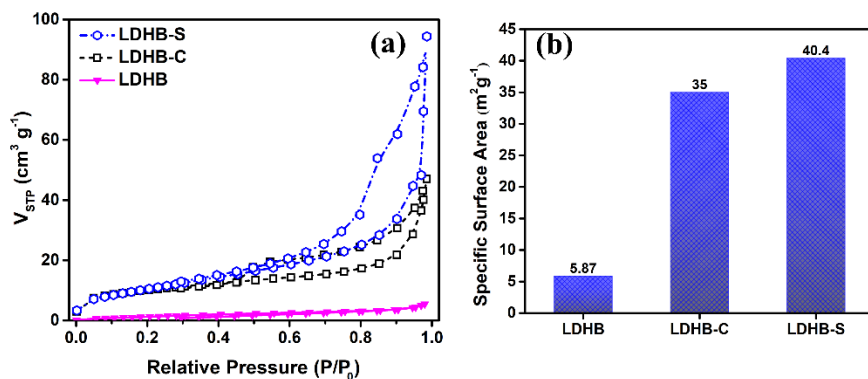 100
80
60
40
20
0
V_STP (cm³ g⁻¹)
LDHB-S
LDHB-C
LDHB
(a)
0.0 0.2 0.4 0.6 0.8 1.0
Relative Pressure (P/P₀)
45
40
35
30
25
20
15
10
5
0
Specific Surface Area (m²g⁻¹)
(b)
5.87
35
40.4
LDHB LDHB-C LDHB-S